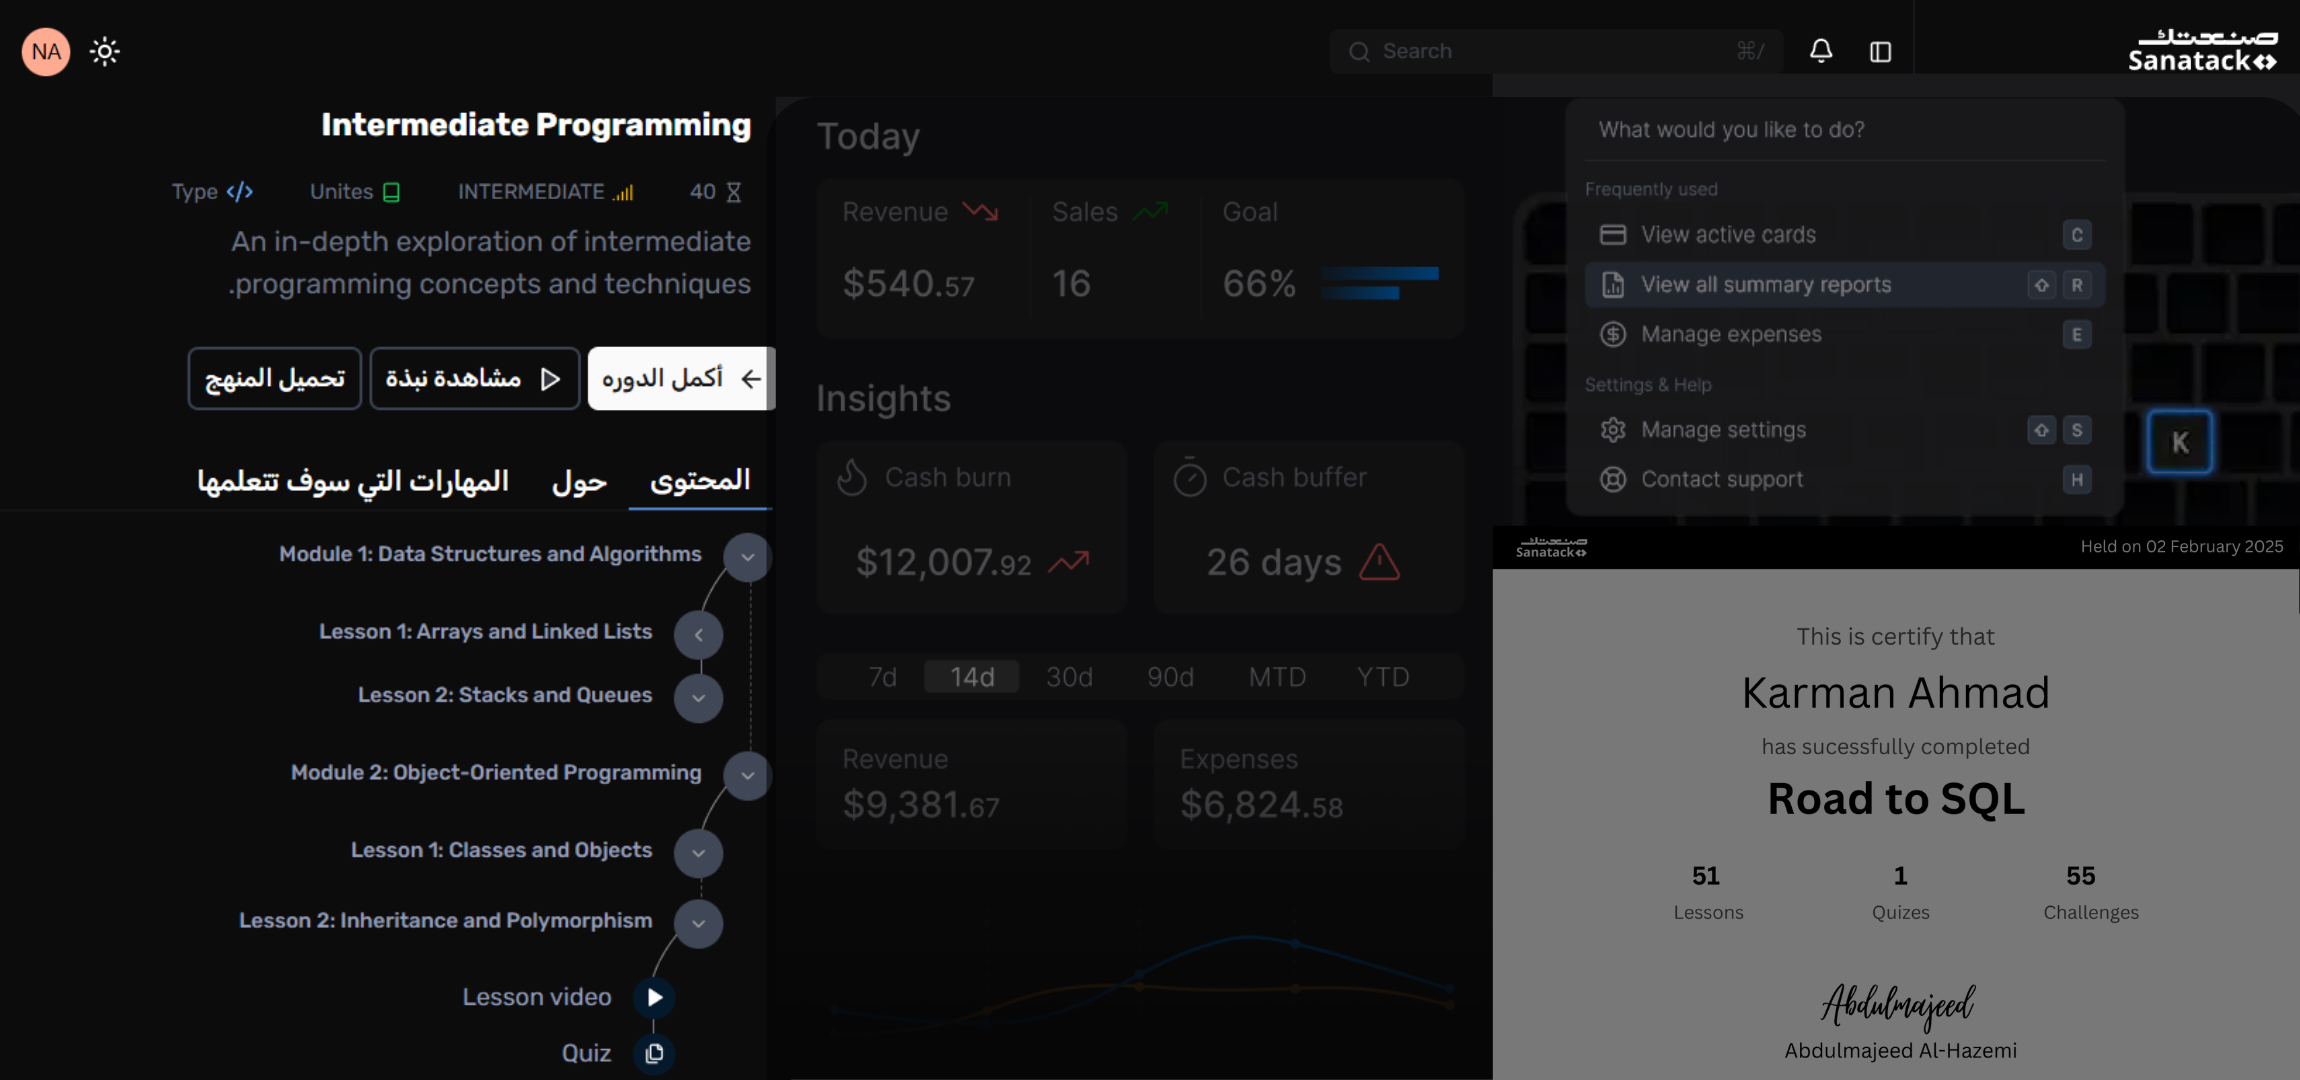 NA
Search
⌘/
صنعتك
Sanatack
Intermediate Programming
Type
Unites
INTERMEDIATE
40
An in-depth exploration of intermediate
.programming concepts and techniques
أكمل الدوره
مشاهدة نبذة
تحميل المنهج
المحتوى
حول
المهارات التي سوف تتعلمها
Module 1: Data Structures and Algorithms
Lesson 1: Arrays and Linked Lists
Lesson 2: Stacks and Queues
Module 2: Object-Oriented Programming
Lesson 1: Classes and Objects
Lesson 2: Inheritance and Polymorphism
Lesson video
Quiz
Today
Revenue
Sales
Goal
$540.57
16
66%
Insights
Cash burn
Cash buffer
$12,007.92
26 days
7d 14d 30d 90d MTD YTD
Revenue
Expenses
$9,381.67
$6,824.58
What would you like to do?
Frequently used
View active cards C
View all summary reports R
Manage expenses E
Settings & Help
Manage settings S
Contact support H
K
صنعتك
Sanatack
Held on 02 February 2025
This is certify that
Karman Ahmad
has sucessfully completed
Road to SQL
51 1 55
Lessons Quizes Challenges
Abdulmajeed
Abdulmajeed Al-Hazemi